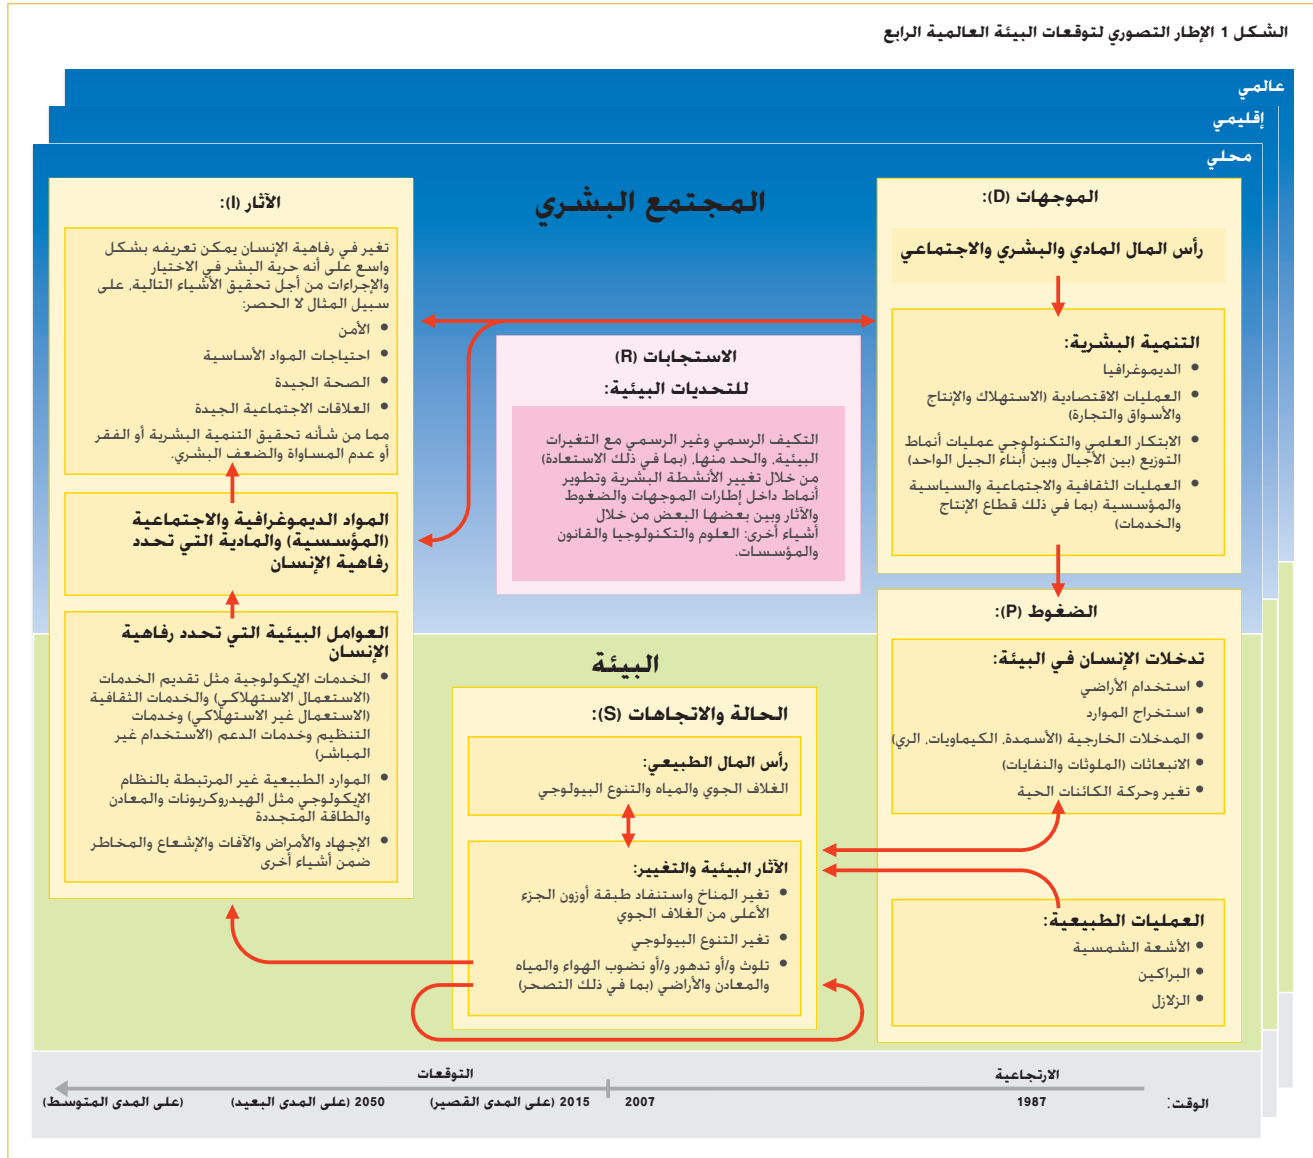 الشكل 1 الإطار التصوري لتوقعات البيئة العالمية الرابع
عالمي
إقليمي
محلي
المجتمع البشري
الموجهات (D):
رأس المال المادي والبشري والاجتماعي
التنمية البشرية:
• الديموغرافيا
• العمليات الاقتصادية (الاستهلاك والإنتاج
والأسواق والتجارة)
• الابتكار العلمي والتكنولوجي عمليات أنماط
التوزيع (بين الأجيال وبين أبناء الجيل الواحد)
• العمليات الثقافية والاجتماعية والسياسية
والمؤسسية (بما في ذلك قطاع الإنتاج
والخدمات)
الضغوط (P):
تدخلات الإنسان في البيئة:
• استخدام الأراضي
• استخراج الموارد
• المدخلات الخارجية (الأسمدة، الكيماويات، الري)
• الانبعاثات (الملوثات والنفايات)
• تغير وحركة الكائنات الحية
العمليات الطبيعية:
• الأشعة الشمسية
• البراكين
• الزلازل
الاستجابات (R)
للتحديات البيئية:
التكيف الرسمي وغير الرسمي مع التغيرات
البيئية، والحد منها، (بما في ذلك الاستعادة)
من خلال تغيير الأنشطة البشرية وتطوير
أنماط داخل إطارات الموجهات والضغوط
والآثار وبين بعضها البعض من خلال
أشياء أخرى: العلوم والتكنولوجيا والقانون
والمؤسسات.
البيئة
الحالة والاتجاهات (S):
رأس المال الطبيعي:
الغلاف الجوي والمياه والتنوع البيولوجي
الآثار البيئية والتغيير:
• تغير المناخ واستنفاد طبقة أوزون الجزء
الأعلى من الغلاف الجوي
• تغير التنوع البيولوجي
• تلوث و/أو تدهور و/أو نضوب الهواء والمياه
والمعادن والأراضي (بما في ذلك التصحر)
الآثار (I):
تغير في رفاهية الإنسان يمكن تعريفه بشكل
واسع على أنه حرية البشر في الاختيار
والإجراءات من أجل تحقيق الأشياء التالية، على
سبيل المثال لا الحصر:
• الأمن
• احتياجات المواد الأساسية
• الصحة الجيدة
• العلاقات الاجتماعية الجيدة
مما من شأنه تحقيق التنمية البشرية أو الفقر
أو عدم المساواة والضعف البشري.
المواد الديموغرافية والاجتماعية
(المؤسسية) والمادية التي تحدد
رفاهية الإنسان
العوامل البيئية التي تحدد رفاهية
الإنسان
• الخدمات الإيكولوجية مثل تقديم الخدمات
(الاستعمال الاستهلاكي) والخدمات الثقافية
(الاستعمال غير الاستهلاكي) وخدمات
التنظيم وخدمات الدعم (الاستخدام غير
المباشر)
• الموارد الطبيعية غير المرتبطة بالنظام
الإيكولوجي مثل الهيدروكربونات والمعادن
والطاقة المتجددة
• الإجهاد والأمراض والآفات والإشعاع والمخاطر
ضمن أشياء أخرى
الارتجاعية
التوقعات
الوقت: 1987 2007 2015 (على المدى القصير) 2050 (على المدى البعيد) (على المدى المتوسط)